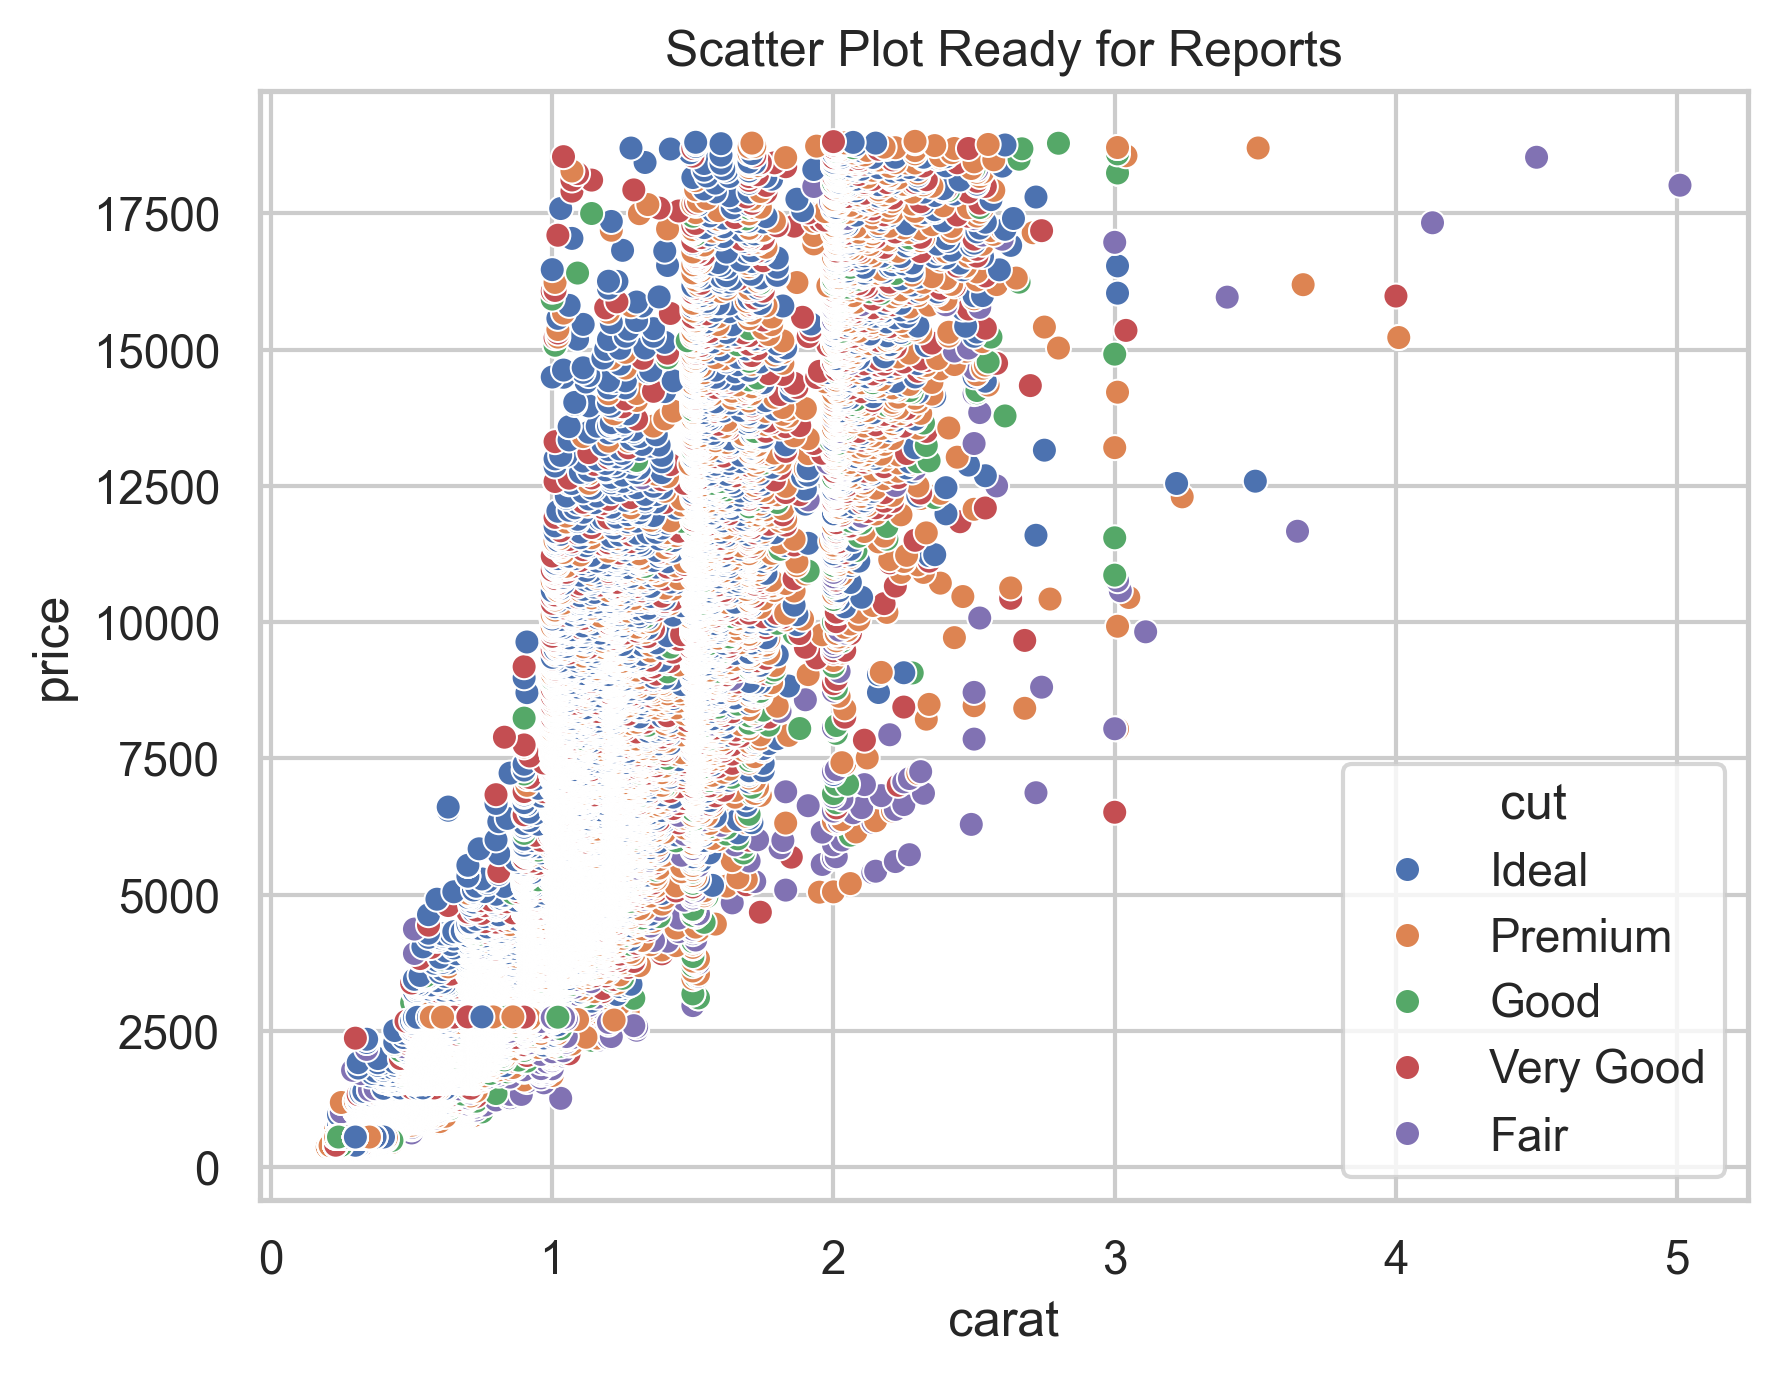 Scatter Plot Ready for Reports
price
17500
15000
12500
10000
7500
5000
2500
0
cut
Ideal
Premium
Good
Very Good
Fair
0 1 2 3 4 5
carat